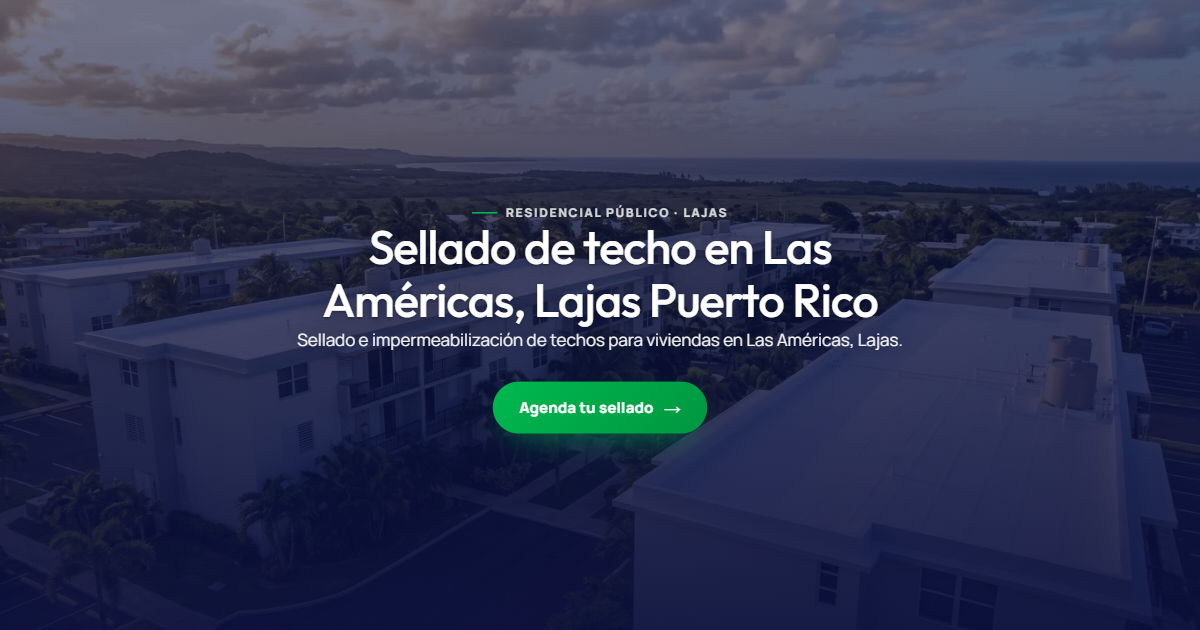 RESIDENCIAL PÚBLICO · LAJAS
Sellado de techo en Las
Américas, Lajas Puerto Rico
Sellado e impermeabilización de techos para viviendas en Las Américas, Lajas.
Agenda tu sellado →